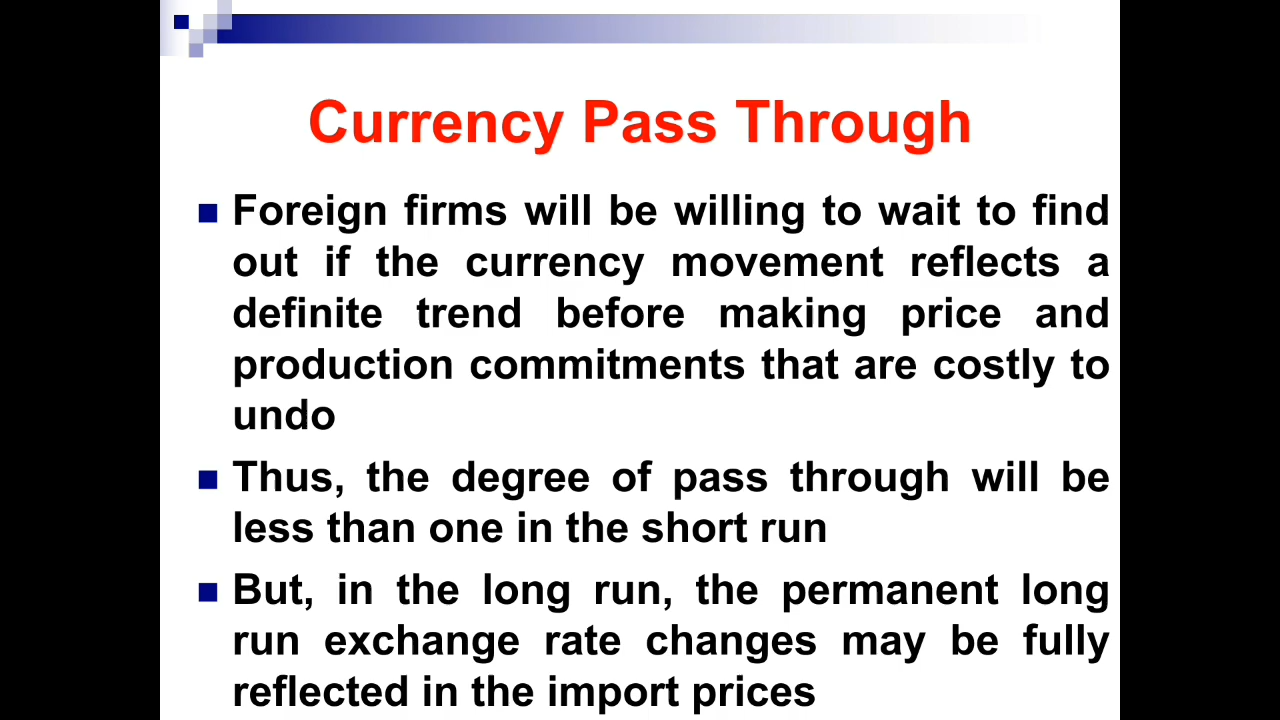 Currency Pass Through
Foreign firms will be willing to wait to find
out if the currency movement reflects a
definite trend before making price and
production commitments that are costly to
undo
Thus, the degree of pass through will be
less than one in the short run
But, in the long run, the permanent long
run exchange rate changes may be fully
reflected in the import prices